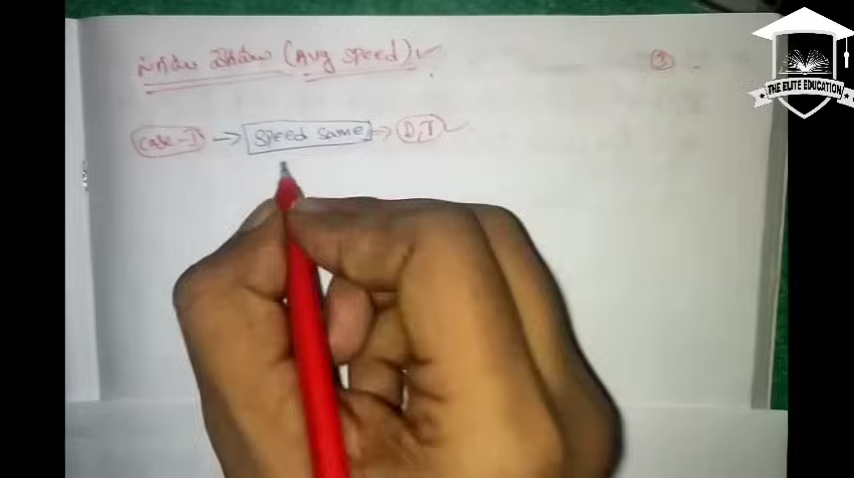 సగటు వేగం (Avg speed) ✓
③
Case-I → speed same → D,T ✓
THE ELITE EDUCATION